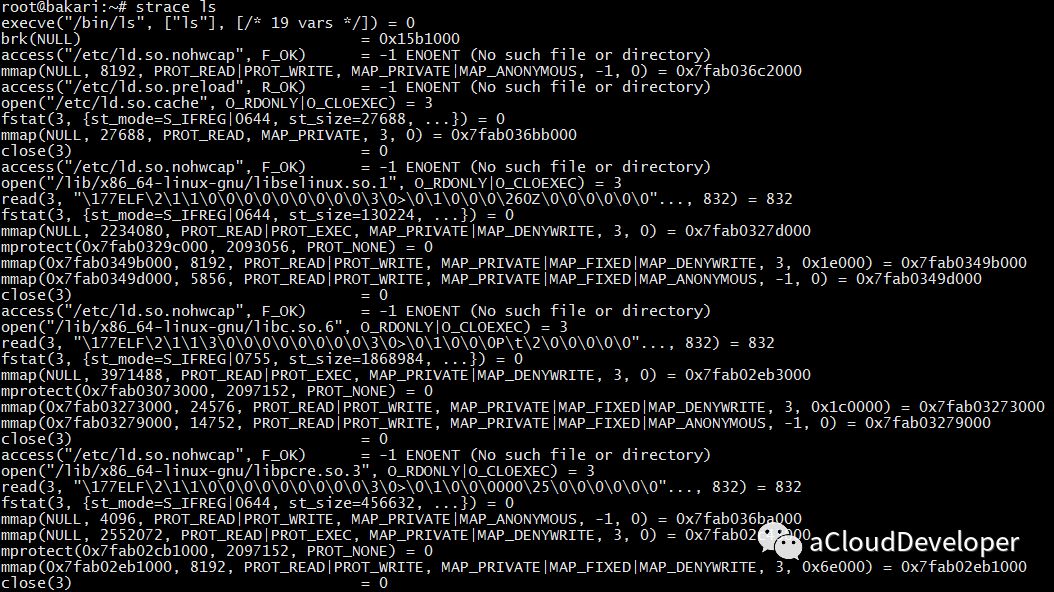 root@bakari:~# strace ls
execve("/bin/ls", ["ls"], [/* 19 vars */]) = 0
brk(NULL) = 0x15b1000
access("/etc/ld.so.nohwcap", F_OK) = -1 ENOENT (No such file or directory)
mmap(NULL, 8192, PROT_READ|PROT_WRITE, MAP_PRIVATE|MAP_ANONYMOUS, -1, 0) = 0x7fab036c2000
access("/etc/ld.so.preload", R_OK) = -1 ENOENT (No such file or directory)
open("/etc/ld.so.cache", O_RDONLY|O_CLOEXEC) = 3
fstat(3, {st_mode=S_IFREG|0644, st_size=27688, ...}) = 0
mmap(NULL, 27688, PROT_READ, MAP_PRIVATE, 3, 0) = 0x7fab036bb000
close(3) = 0
access("/etc/ld.so.nohwcap", F_OK) = -1 ENOENT (No such file or directory)
open("/lib/x86_64-linux-gnu/libselinux.so.1", O_RDONLY|O_CLOEXEC) = 3
read(3, "\177ELF\2\1\1\0\0\0\0\0\0\0\0\0\3\0>\0\1\0\0\0\260Z\0\0\0\0\0\0"..., 832) = 832
fstat(3, {st_mode=S_IFREG|0644, st_size=130224, ...}) = 0
mmap(NULL, 2234080, PROT_READ|PROT_EXEC, MAP_PRIVATE|MAP_DENYWRITE, 3, 0) = 0x7fab0327d000
mprotect(0x7fab0329c000, 2093056, PROT_NONE) = 0
mmap(0x7fab0349b000, 8192, PROT_READ|PROT_WRITE, MAP_PRIVATE|MAP_FIXED|MAP_DENYWRITE, 3, 0x1e000) = 0x7fab0349b000
mmap(0x7fab0349d000, 5856, PROT_READ|PROT_WRITE, MAP_PRIVATE|MAP_FIXED|MAP_ANONYMOUS, -1, 0) = 0x7fab0349d000
close(3) = 0
access("/etc/ld.so.nohwcap", F_OK) = -1 ENOENT (No such file or directory)
open("/lib/x86_64-linux-gnu/libc.so.6", O_RDONLY|O_CLOEXEC) = 3
read(3, "\177ELF\2\1\1\3\0\0\0\0\0\0\0\0\3\0>\0\1\0\0\0P\t\2\0\0\0\0\0"..., 832) = 832
fstat(3, {st_mode=S_IFREG|0755, st_size=1868984, ...}) = 0
mmap(NULL, 3971488, PROT_READ|PROT_EXEC, MAP_PRIVATE|MAP_DENYWRITE, 3, 0) = 0x7fab02eb3000
mprotect(0x7fab03073000, 2097152, PROT_NONE) = 0
mmap(0x7fab03273000, 24576, PROT_READ|PROT_WRITE, MAP_PRIVATE|MAP_FIXED|MAP_DENYWRITE, 3, 0x1c0000) = 0x7fab03273000
mmap(0x7fab03279000, 14752, PROT_READ|PROT_WRITE, MAP_PRIVATE|MAP_FIXED|MAP_ANONYMOUS, -1, 0) = 0x7fab03279000
close(3) = 0
access("/etc/ld.so.nohwcap", F_OK) = -1 ENOENT (No such file or directory)
open("/lib/x86_64-linux-gnu/libpcre.so.3", O_RDONLY|O_CLOEXEC) = 3
read(3, "\177ELF\2\1\1\0\0\0\0\0\0\0\0\0\3\0>\0\1\0\0\0000\25\0\0\0\0\0\0"..., 832) = 832
fstat(3, {st_mode=S_IFREG|0644, st_size=456632, ...}) = 0
mmap(NULL, 4096, PROT_READ|PROT_WRITE, MAP_PRIVATE|MAP_ANONYMOUS, -1, 0) = 0x7fab036ba000
mmap(NULL, 2552072, PROT_READ|PROT_EXEC, MAP_PRIVATE|MAP_DENYWRITE, 3, 0) =
aCloudDeveloper
mprotect(0x7fab02cb1000, 2097152, PROT_NONE) = 0
mmap(0x7fab02eb1000, 8192, PROT_READ|PROT_WRITE, MAP_PRIVATE|MAP_FIXED|MAP_DENYWRITE, 3, 0x6e000) = 0x7fab02eb1000
close(3) = 0